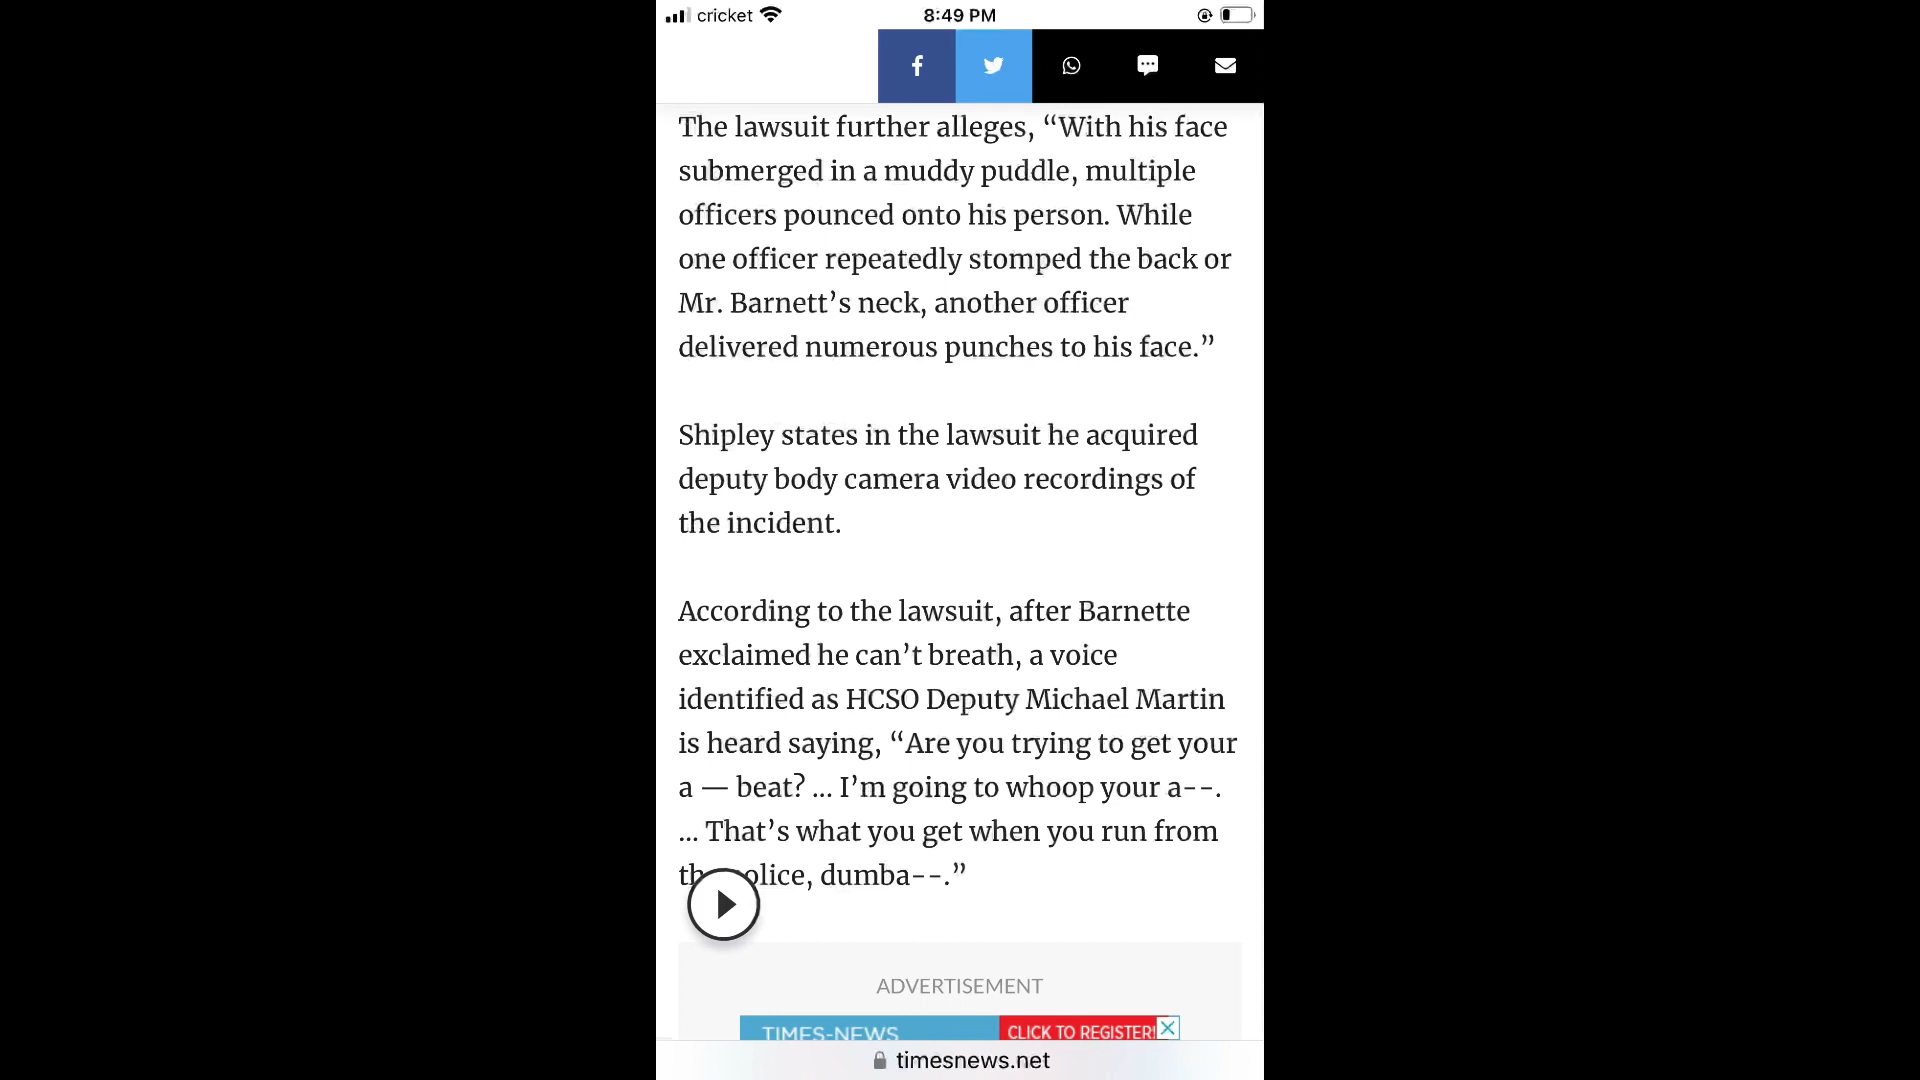 cricket
8:49 PM
The lawsuit further alleges, “With his face
submerged in a muddy puddle, multiple
officers pounced onto his person. While
one officer repeatedly stomped the back or
Mr. Barnett’s neck, another officer
delivered numerous punches to his face.”
Shipley states in the lawsuit he acquired
deputy body camera video recordings of
the incident.
According to the lawsuit, after Barnette
exclaimed he can’t breath, a voice
identified as HCSO Deputy Michael Martin
is heard saying, “Are you trying to get your
a — beat? ... I’m going to whoop your a--.
... That’s what you get when you run from
olice, dumba--.”
ADVERTISEMENT
TIMES-NEWS
CLICK TO REGISTER!
timesnews.net